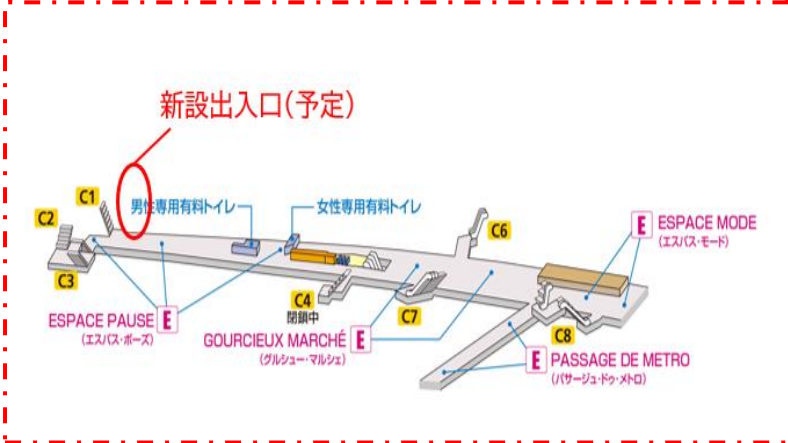 新設出入口(予定)
C1
男性専用有料トイレ
女性専用有料トイレ
C2
C6
E ESPACE MODE
(エスパス・モード)
C3
C4
閉鎖中
C7
ESPACE PAUSE E
(エスパス・ポーズ)
GOURCIEUX MARCHÉ E
(グルシュー・マルシェ)
C8
E PASSAGE DE METRO
(パサージュ・ドゥ・メトロ)